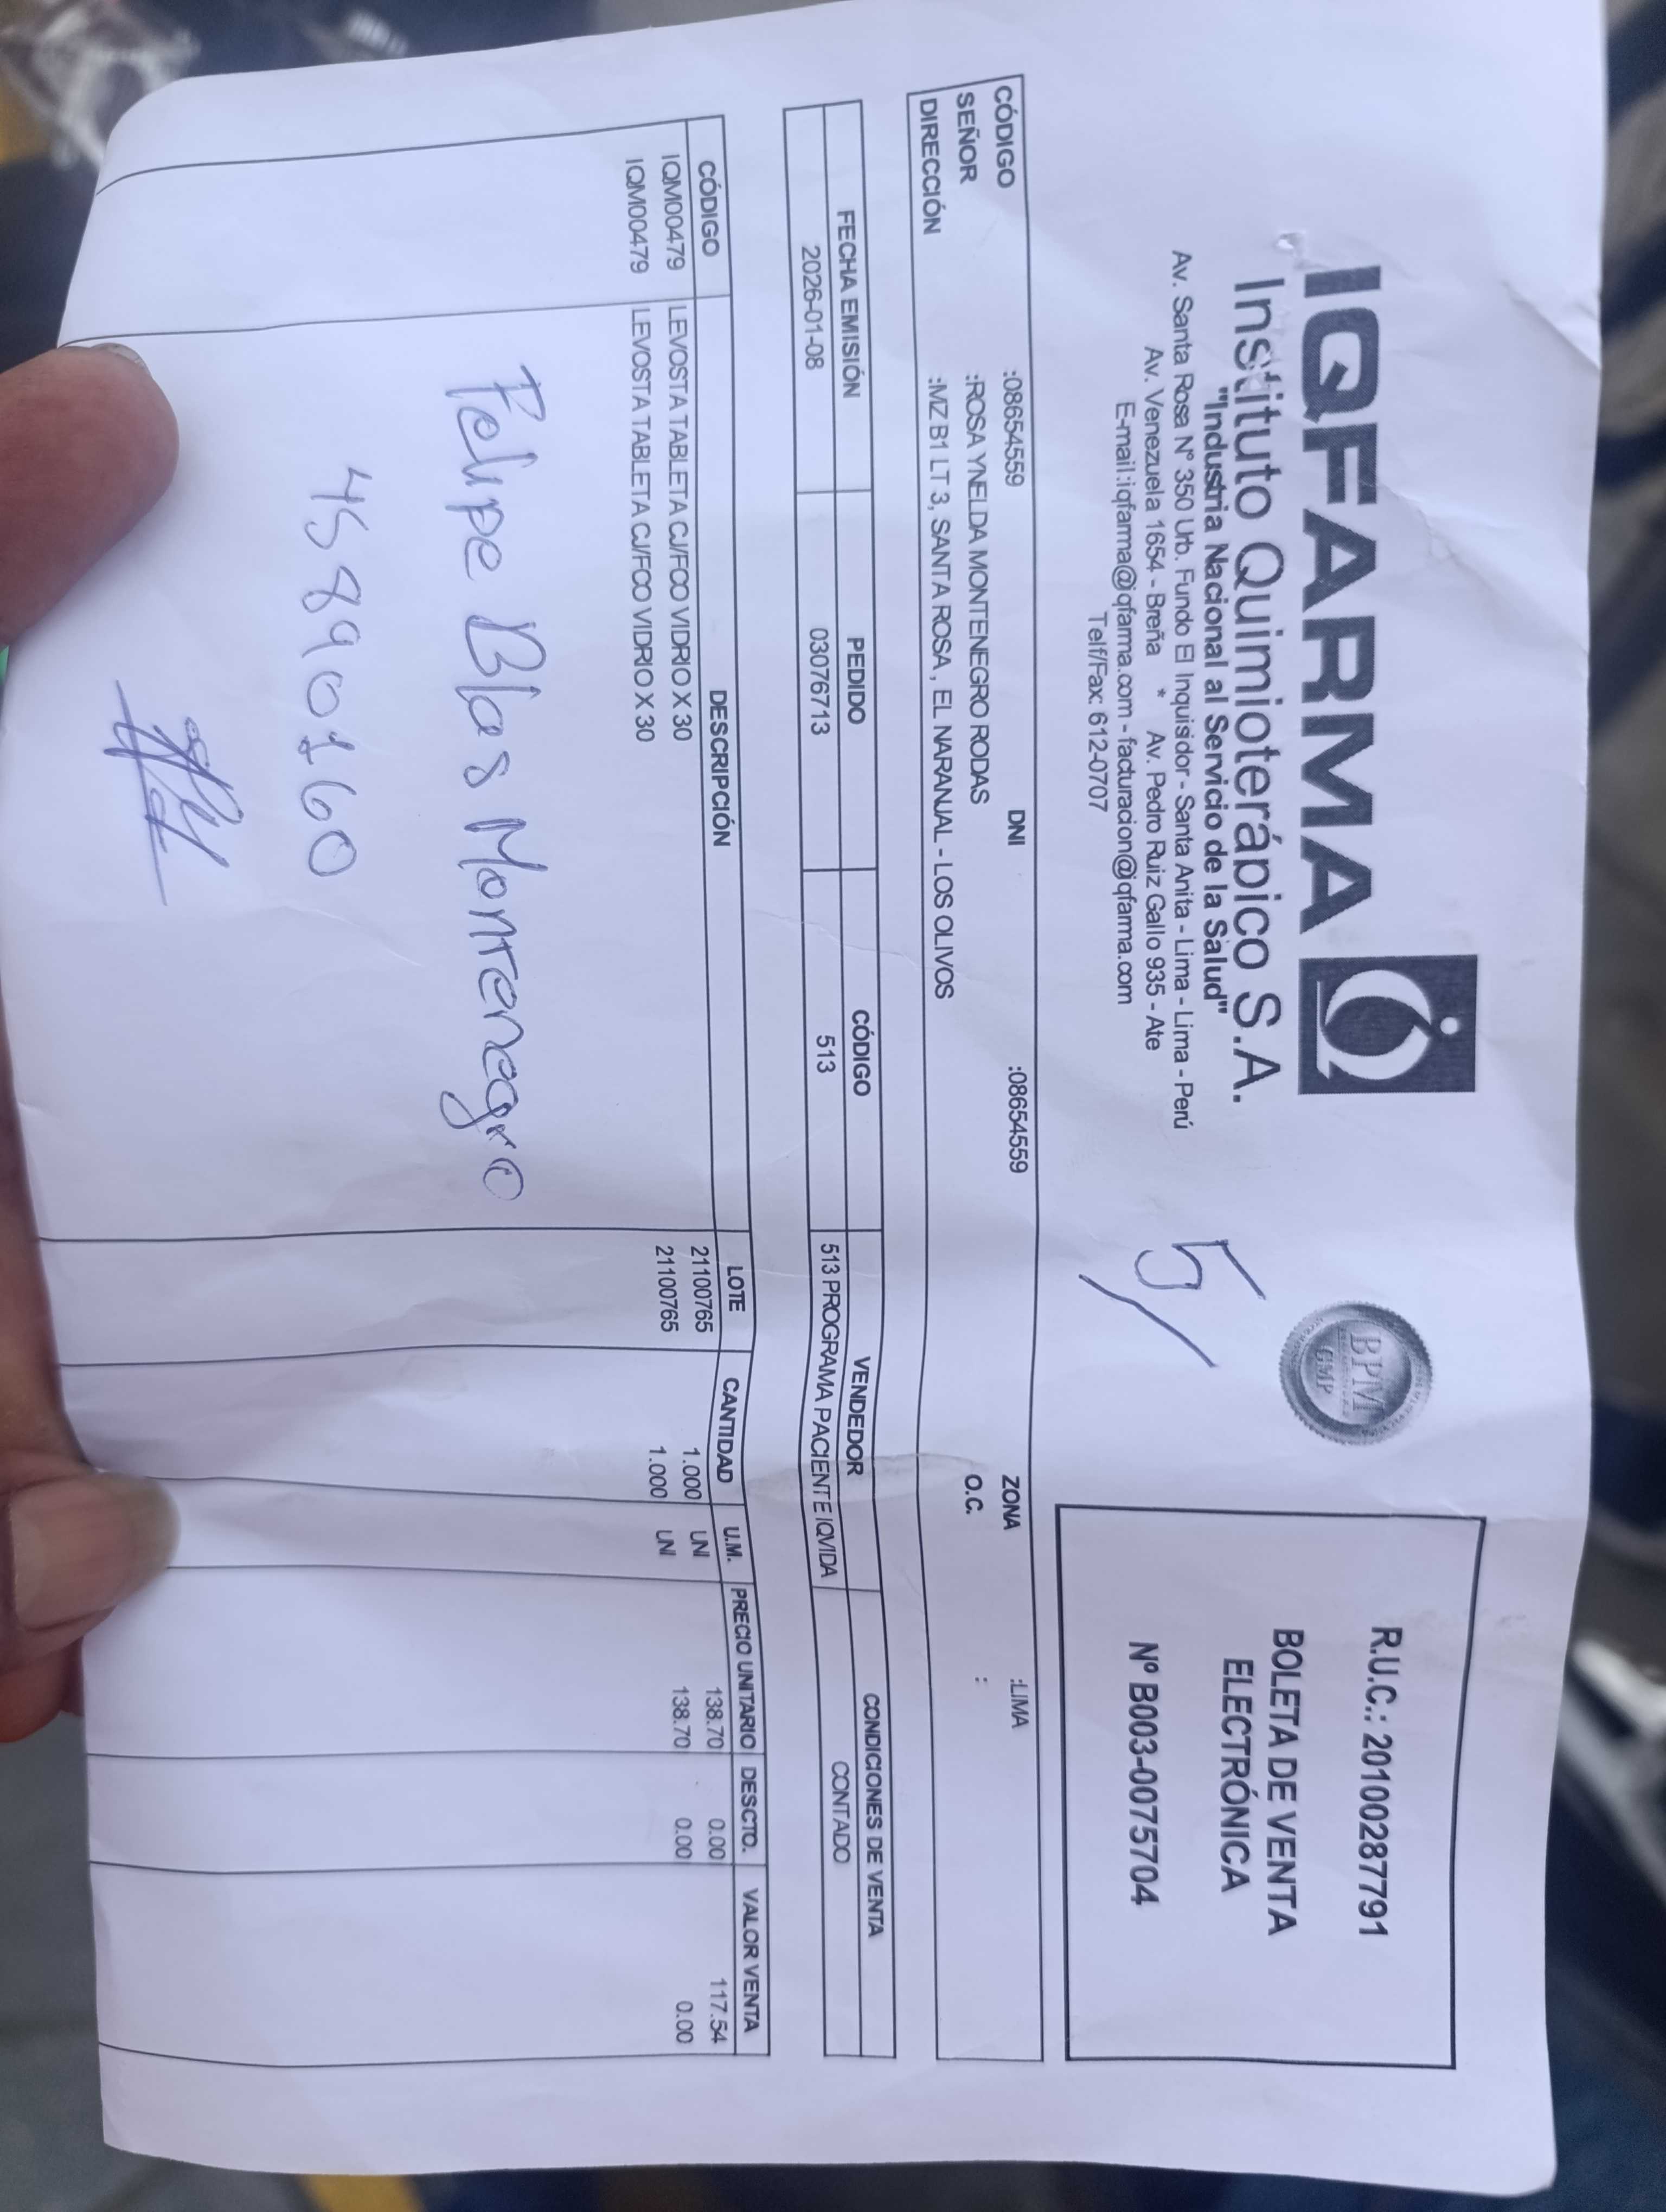 IQFARMA
Instituto Quimioterápico S.A.
"Industria Nacional al Servicio de la Salud"
Av. Santa Rosa Nº 350 Urb. Fundo El Inquisidor - Santa Anita - Lima - Lima - Perú
Av. Venezuela 1654 - Breña * Av. Pedro Ruiz Gallo 935 - Ate
E-mail:iqfarma@iqfarma.com - facturacion@iqfarma.com
Telf/Fax: 612-0707
BPM
GMP
R.U.C.: 20100287791
BOLETA DE VENTA
ELECTRÓNICA
Nº B003-0075704
CÓDIGO :08654559 DNI :08654559 ZONA :LIMA
SEÑOR :ROSA YNELDA MONTENEGRO RODAS O.C. :
DIRECCIÓN :MZ B1 LT 3, SANTA ROSA , EL NARANJAL - LOS OLIVOS
FECHA EMISIÓN PEDIDO CÓDIGO VENDEDOR CONDICIONES DE VENTA
2026-01-08 03076713 513 513 PROGRAMA PACIENTE IQVIDA CONTADO
CÓDIGO DESCRIPCIÓN LOTE CANTIDAD U.M. PRECIO UNITARIO DESCTO. VALOR VENTA
IQM00479 LEVOSTA TABLETA CJ/FCO VIDRIO X 30 21100765 1.000 UNI 138.70 0.00 117.54
IQM00479 LEVOSTA TABLETA CJ/FCO VIDRIO X 30 21100765 1.000 UNI 138.70 0.00 0.00
Felipe Blas Montenegro
45890160